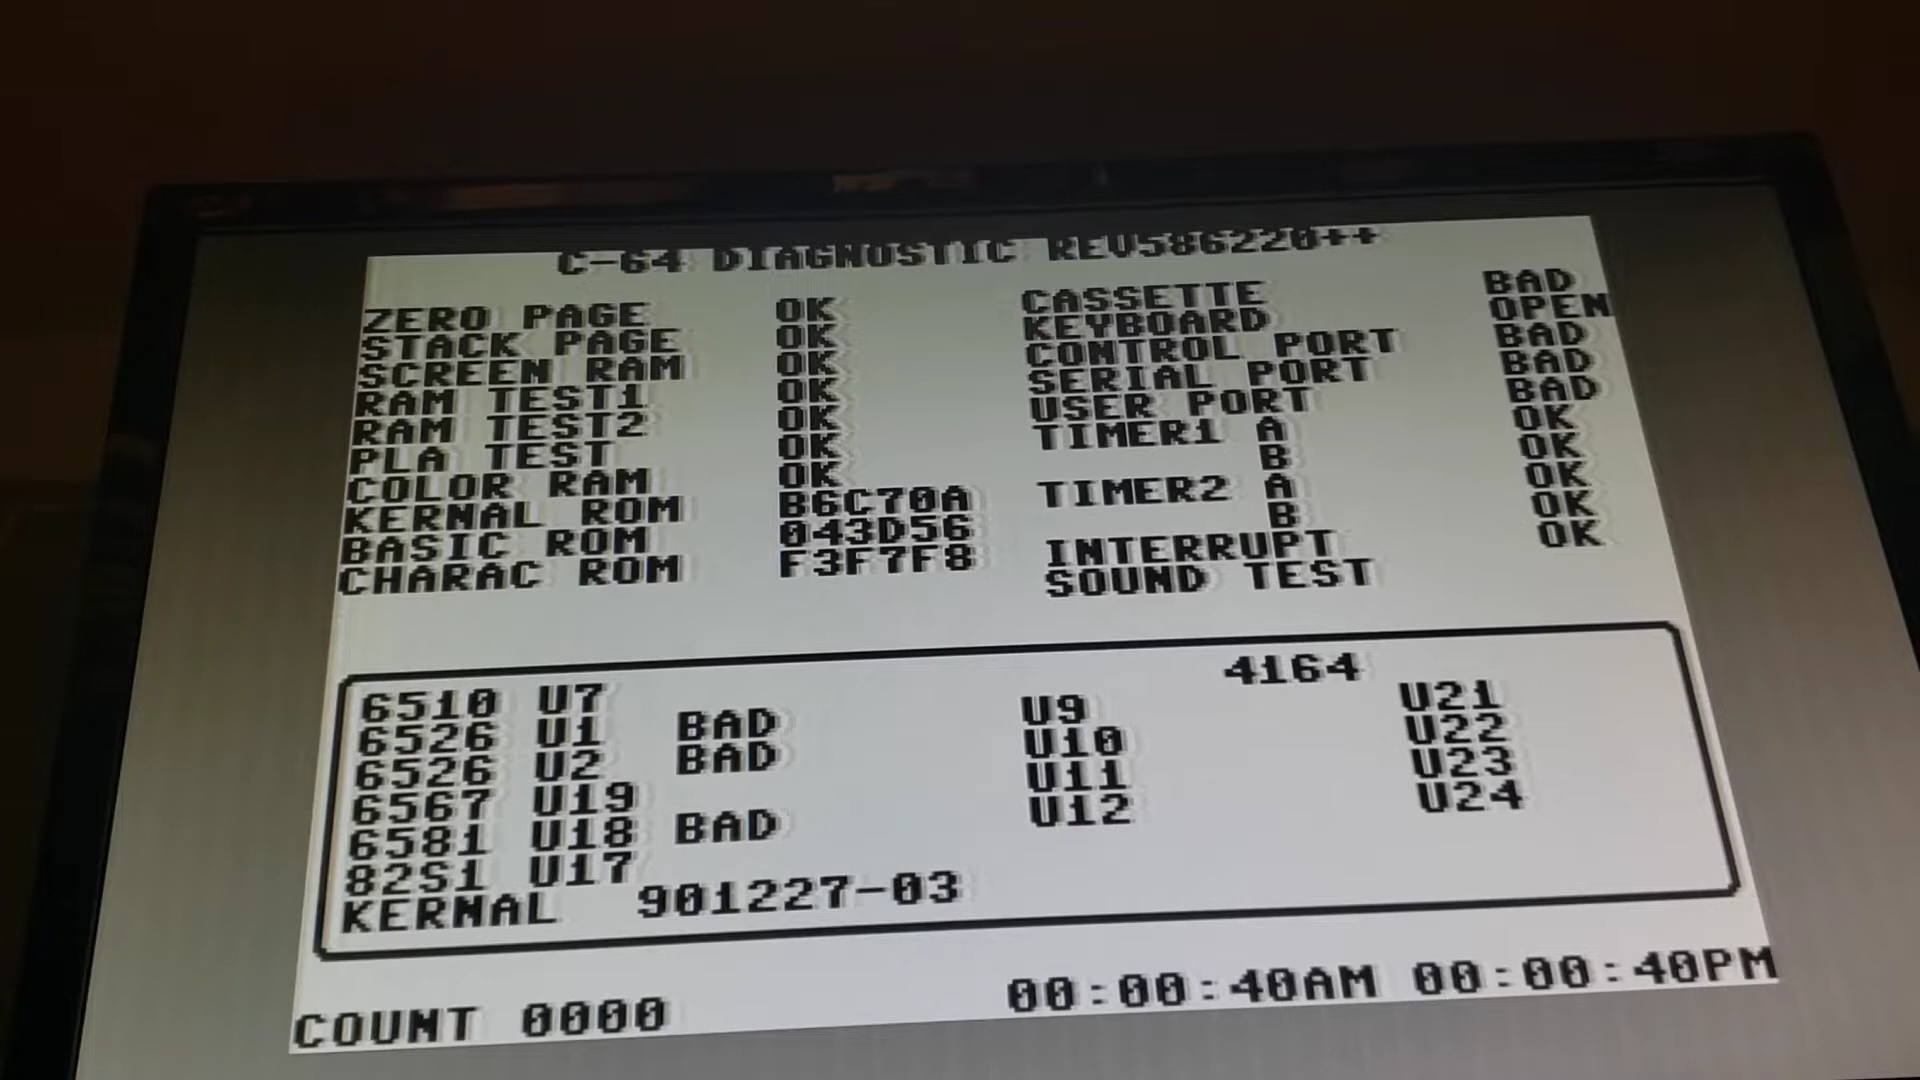 C-64 DIAGNOSTIC REV586220++
ZERO PAGE OK
STACK PAGE OK
SCREEN RAM OK
RAM TEST1 OK
RAM TEST2 OK
PLA TEST OK
COLOR RAM OK
KERNAL ROM B6C70A
BASIC ROM 043D56
CHARAC ROM F3F7F8
CASSETTE BAD
KEYBOARD OPEN
CONTROL PORT BAD
SERIAL PORT BAD
USER PORT BAD
TIMER1 A OK
B OK
TIMER2 A OK
B OK
INTERRUPT OK
SOUND TEST
4164
6510 U7
6526 U1 BAD
6526 U2 BAD
6567 U19
6581 U18 BAD
82S1 U17
KERNAL 901227-03
U9 U21
U10 U22
U11 U23
U12 U24
COUNT 0000 00:00:40AM 00:00:40PM